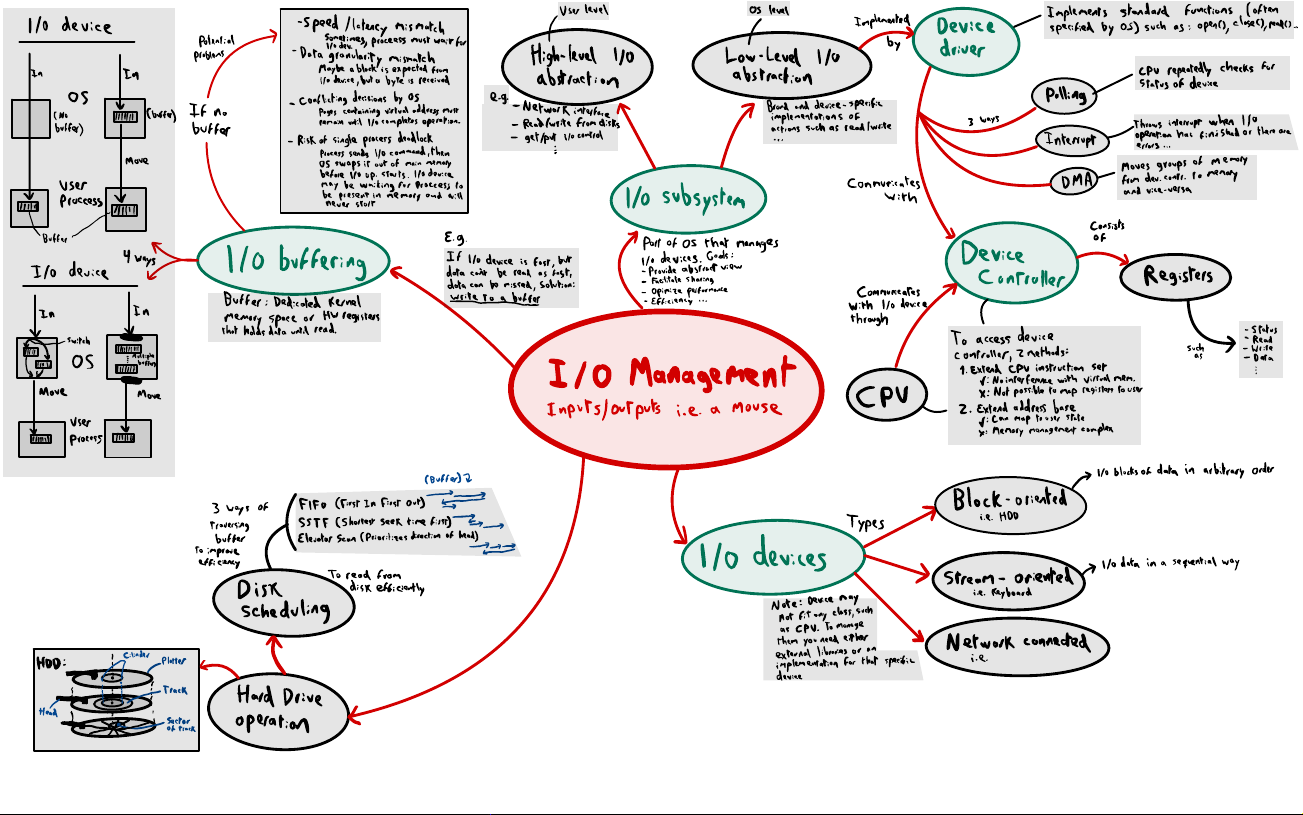 I/O device
In
In
OS
(No
buffer)
(buffer)
Move
User
Process
Buffer
I/O device
In
In
Switch
OS
Multiple
buffers
Move
Move
User
Process
4 ways
Potential
problems
If no
buffer
-Speed /latency mismatch
Sometimes, process must wait for
I/O dev.
- Data granularity mismatch
Maybe a block is expected from
I/O device, but a byte is received
- Conflicting decisions by OS
Pages containing virtual address must
remain until I/O completes operation.
- Risk of single process deadlock
Process sends I/O command, then
OS swaps it out of main memory
before I/O op. starts. I/O device
may be waiting for process to
be present in memory and will
never start
I/O buffering
Buffer: Dedicated Kernel
memory space or HW registers
that holds data until read.
E.g.
If I/O device is fast, but
data can't be read as fast,
data can be missed, Solution:
write to a buffer
User level
High-level I/O
abstraction
e.g.
- Network interface
- Read/write from disks
- get/put I/O control
⋮
OS level
Low-Level I/O
abstraction
Brand and device-specific
implementations of
actions such as read/write
...
I/O subsystem
Part of OS that manages
I/O devices. Goals:
- Provide abstract view
- Facilitate sharing
- Optimize performance
- Efficiency ...
Implemented
by
Device
driver
Implements standard functions (often
specified by OS) such as: open(), close(), read()...
3 ways
Polling
CPU repeatedly checks for
Status of device
Interrupt
Throws interrupt when I/O
operation has finished or there are
errors ...
DMA
Moves groups of memory
from dev. contr. to memory
and vice-versa
Communicates
with
Device
Controller
Consists
of
Registers
such
as
- Status
- Read
- Write
- Data
⋮
Communicates
with I/O device
through
CPU
To access device
controller, 2 methods:
1. Extend CPU instruction set
√: No interference with virtual mem.
x: Not possible to map registers to user
2. Extend address base
√: Can map to user state
x: Memory management complex
I/O Management
Inputs/Outputs i.e. a mouse
I/O devices
Types
Block-oriented
i.e. HDD
I/O blocks of data in arbitrary order
Stream-oriented
i.e. Keyboard
I/O data in a sequential way
Network connected
i.e.
Note: Device may
not fit any class, such
as CPU. To manage
them you need either
external libraries or an
implementation for that specific
device
(Buffer)
3 ways of
traversing
buffer
to improve
efficency
FIFO (First In First Out)
SSTF (Shortest Seek time first)
Elevator Scan (Prioritizes direction of head)
Disk
scheduling
To read from
disk efficiently
Hard Drive
operation
HDD:
Cilinder
Platter
Track
Head
Sector
of track